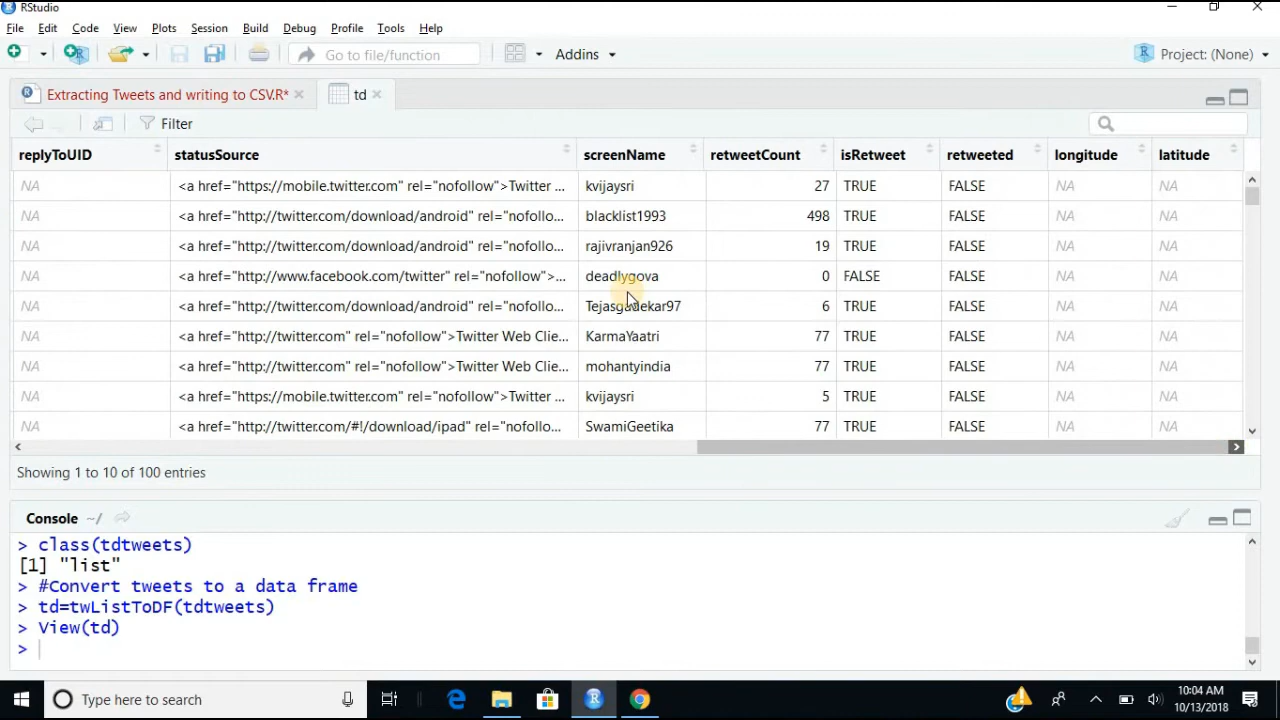 RStudio
File Edit Code View Plots Session Build Debug Profile Tools Help
Go to file/function Addins Project: (None)
Extracting Tweets and writing to CSV.R* td
Filter
replyToUID statusSource screenName retweetCount isRetweet retweeted longitude latitude
NA <a href="https://mobile.twitter.com" rel="nofollow">Twitter ... kvijaysri 27 TRUE FALSE NA NA
NA <a href="http://twitter.com/download/android" rel="nofollo... blacklist1993 498 TRUE FALSE NA NA
NA <a href="http://twitter.com/download/android" rel="nofollo... rajivranjan926 19 TRUE FALSE NA NA
NA <a href="http://www.facebook.com/twitter" rel="nofollow">... deadlygova 0 FALSE FALSE NA NA
NA <a href="http://twitter.com/download/android" rel="nofollo... 6 TRUE FALSE NA NA
NA <a href="http://twitter.com" rel="nofollow">Twitter Web Clie... KarmaYaatri 77 TRUE FALSE NA NA
NA <a href="http://twitter.com" rel="nofollow">Twitter Web Clie... mohantyindia 77 TRUE FALSE NA NA
NA <a href="https://mobile.twitter.com" rel="nofollow">Twitter ... kvijaysri 5 TRUE FALSE NA NA
NA <a href="http://twitter.com/#!/download/ipad" rel="nofollo... SwamiGeetika 77 TRUE FALSE NA NA
Showing 1 to 10 of 100 entries
Console ~/
> class(tdtweets)
[1] "list"
> #Convert tweets to a data frame
> td=twListToDF(tdtweets)
> View(td)
>
Type here to search
10:04 AM
10/13/2018